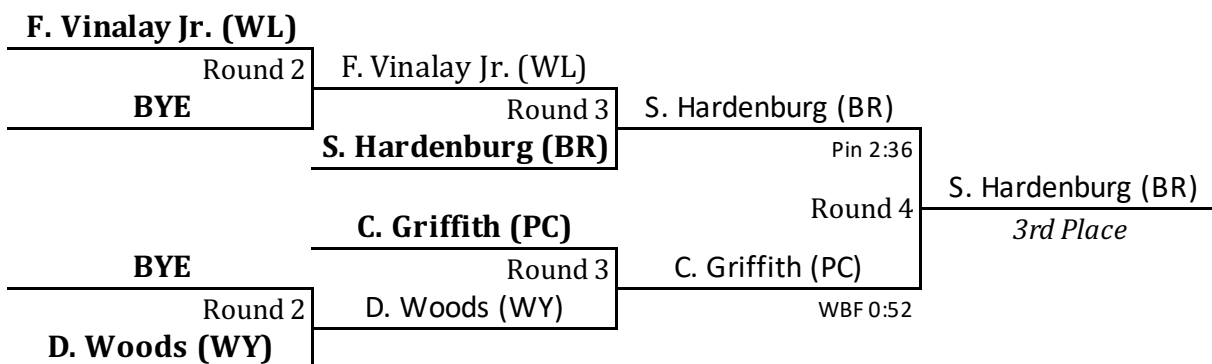 F. Vinalay Jr. (WL)
Round 2
BYE
F. Vinalay Jr. (WL)
Round 3
S. Hardenburg (BR)
S. Hardenburg (BR)
Pin 2:36
Round 4
S. Hardenburg (BR)
3rd Place
C. Griffith (PC)
Round 3
D. Woods (WY)
C. Griffith (PC)
WBF 0:52
BYE
Round 2
D. Woods (WY)